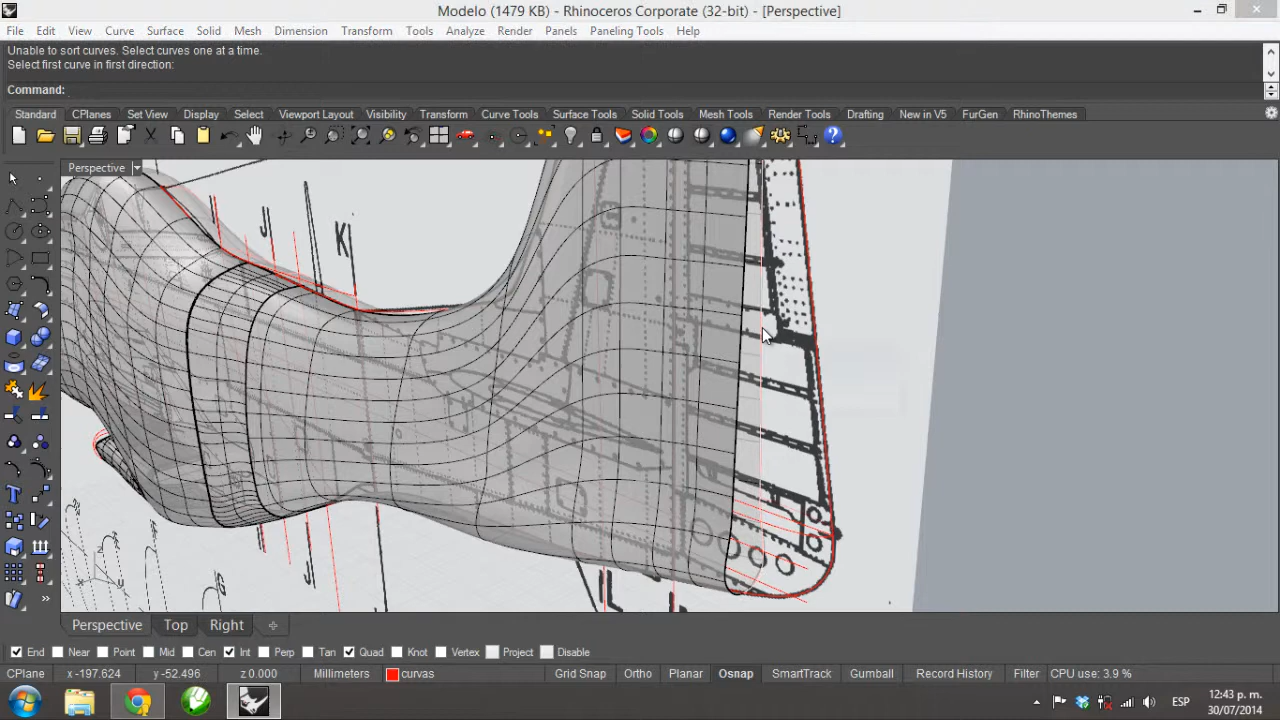 Modelo (1479 KB) - Rhinoceros Corporate (32-bit) - [Perspective]
File Edit View Curve Surface Solid Mesh Dimension Transform Tools Analyze Render Panels Paneling Tools Help
Unable to sort curves. Select curves one at a time.
Select first curve in first direction:
Command:
Standard CPlanes Set View Display Select Viewport Layout Visibility Transform Curve Tools Surface Tools Solid Tools Mesh Tools Render Tools Drafting New in V5 FurGen RhinoThemes
Perspective
J
K
J
Perspective Top Right
End Near Point Mid Cen Int Perp Tan Quad Knot Vertex Project Disable
CPlane x -197.624 y -52.496 z 0.000 Millimeters curvas Grid Snap Ortho Planar Osnap SmartTrack Gumball Record History Filter CPU use: 3.9 %
ESP
12:43 p. m.
30/07/2014